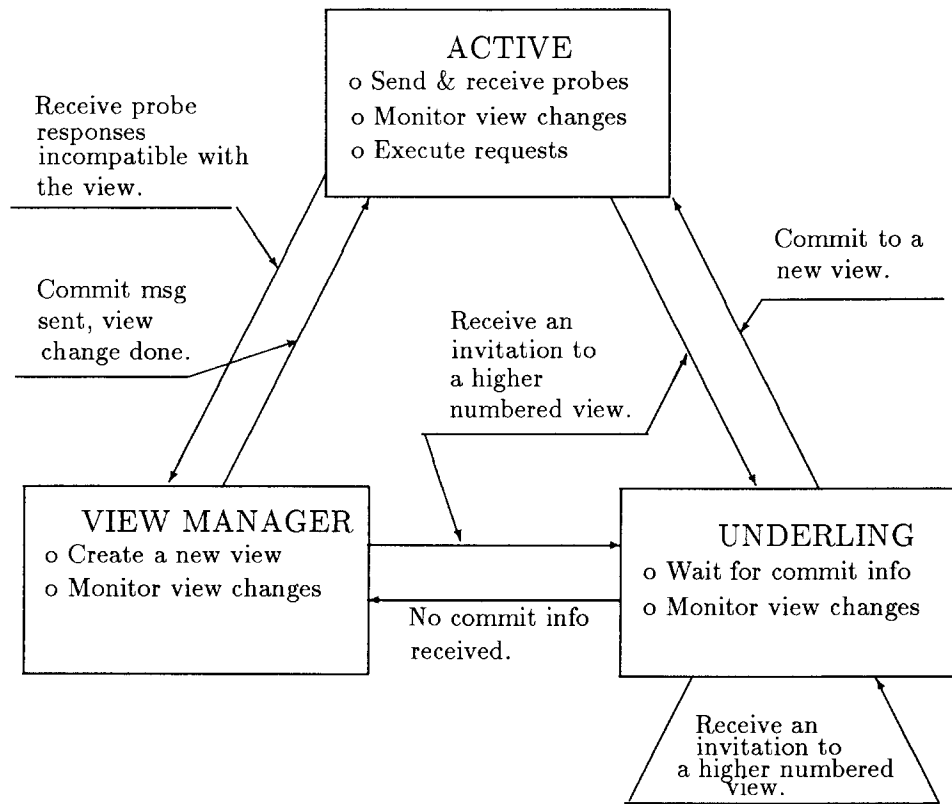 ACTIVE
o Send & receive probes
o Monitor view changes
o Execute requests
Receive probe
responses
incompatible with
the view.
Commit msg
sent, view
change done.
Receive an
invitation to
a higher
numbered view.
Commit to a
new view.
VIEW MANAGER
o Create a new view
o Monitor view changes
UNDERLING
o Wait for commit info
o Monitor view changes
No commit info
received.
Receive an
invitation to
a higher numbered
view.